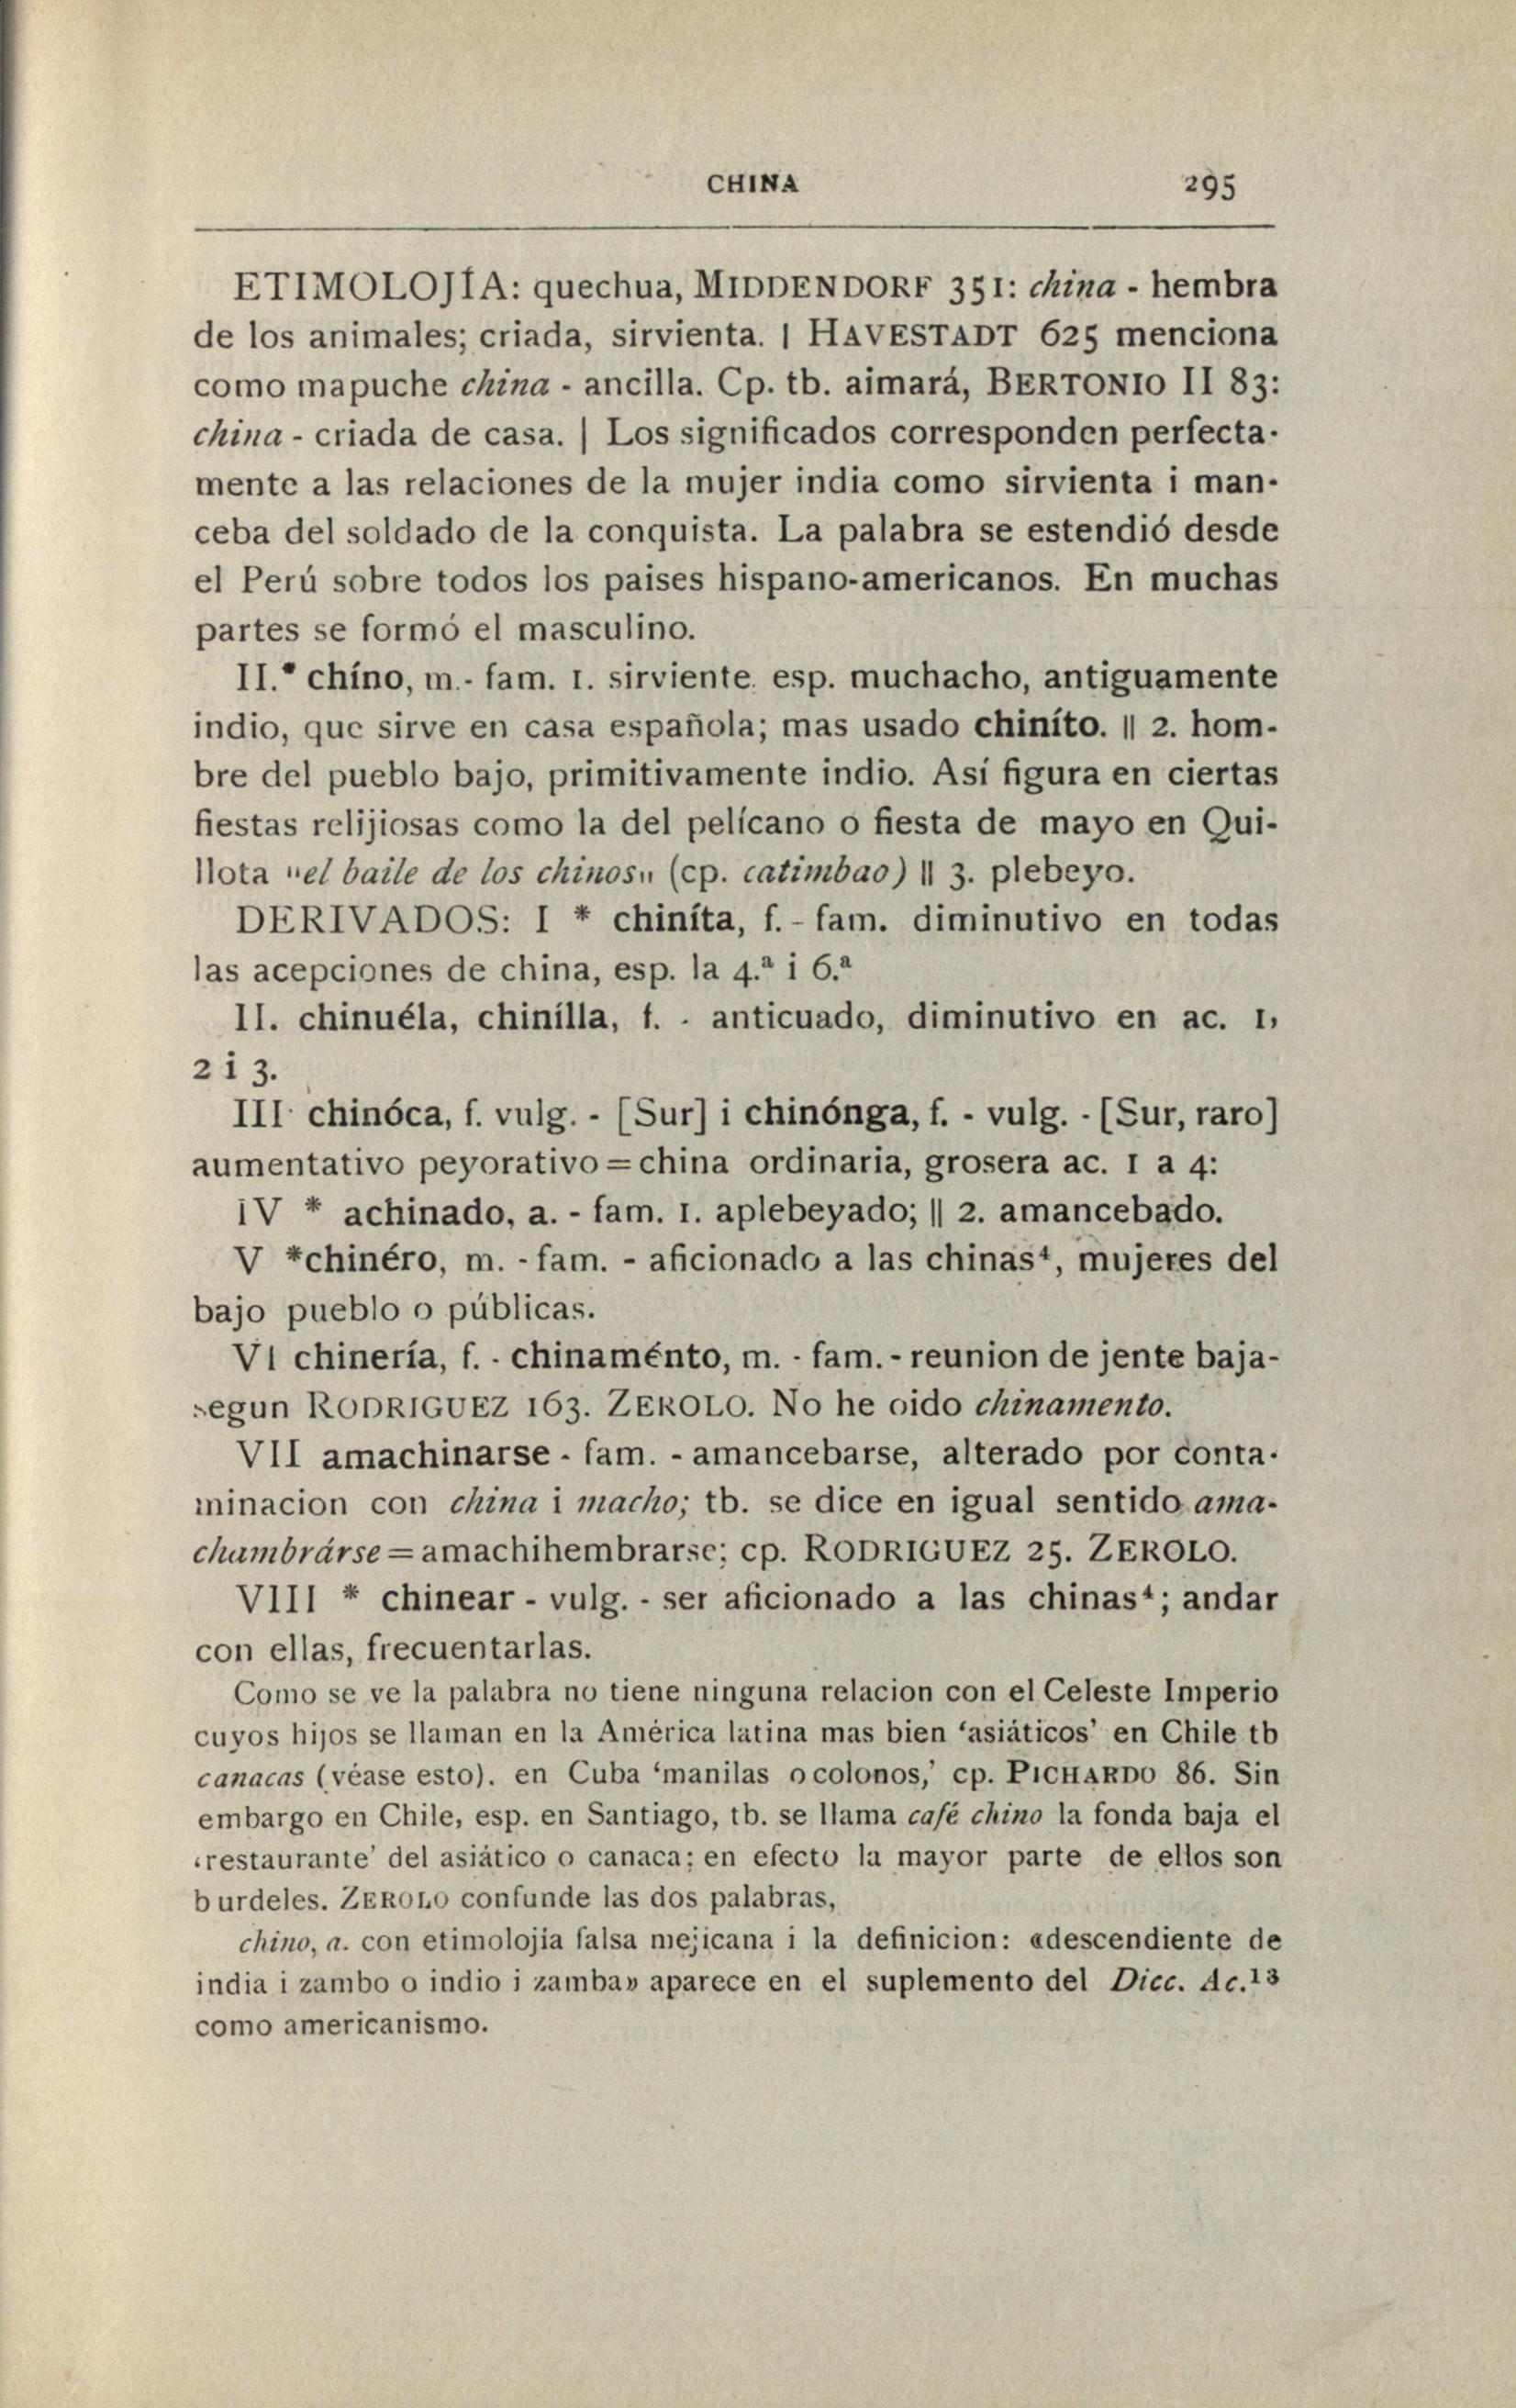 CHINA 295
ETIMOLOJÍA: quechua, MIDDENDORF 351: china - hembra
de los animales; criada, sirvienta. | HAVESTADT 625 menciona
como mapuche china - ancilla. Cp. tb. aimará, BERTONIO II 83:
china - criada de casa. | Los significados corresponden perfecta-
mente a las relaciones de la mujer india como sirvienta i man-
ceba del soldado de la conquista. La palabra se estendió desde
el Perú sobre todos los paises hispano-americanos. En muchas
partes se formó el masculino.
II.* chíno, m.- fam. 1. sirviente. esp. muchacho, antiguamente
indio, que sirve en casa española; mas usado chiníto. || 2. hom-
bre del pueblo bajo, primitivamente indio. Así figura en ciertas
fiestas relijiosas como la del pelícano o fiesta de mayo en Qui-
llota "el baile de los chinos" (cp. catimbao) || 3. plebeyo.
DERIVADOS: I * chiníta, f. - fam. diminutivo en todas
las acepciones de china, esp. la 4.ª i 6.ª
II. chinuéla, chinílla, f. - anticuado, diminutivo en ac. 1,
2 i 3.
III· chinóca, f. vulg. - [Sur] i chinónga, f. - vulg. - [Sur, raro]
aumentativo peyorativo = china ordinaria, grosera ac. 1 a 4:
IV * achinado, a. - fam. 1. aplebeyado; || 2. amancebado.
V *chinéro, m. - fam. - aficionado a las chinas⁴, mujeres del
bajo pueblo o públicas.
VI chinería, f. - chinaménto, m. - fam. - reunion de jente baja-
segun RODRIGUEZ 163. ZEROLO. No he oido chinamento.
VII amachinarse - fam. - amancebarse, alterado por conta-
minacion con china i macho; tb. se dice en igual sentido ama-
chambrárse = amachihembrarse; cp. RODRIGUEZ 25. ZEROLO.
VIII * chinear - vulg. - ser aficionado a las chinas⁴; andar
con ellas, frecuentarlas.
Como se ve la palabra no tiene ninguna relacion con el Celeste Imperio
cuyos hijos se llaman en la América latina mas bien ‘asiáticos’ en Chile tb
canacas (véase esto). en Cuba ‘manilas o colonos,’ cp. PICHARDO 86. Sin
embargo en Chile, esp. en Santiago, tb. se llama café chino la fonda baja el
‘restaurante’ del asiático o canaca; en efecto la mayor parte de ellos son
burdeles. ZEROLO confunde las dos palabras,
chino, a. con etimolojía falsa mejicana i la definicion: «descendiente de
india i zambo o indio i zamba» aparece en el suplemento del Dicc. Ac.¹³
como americanismo.